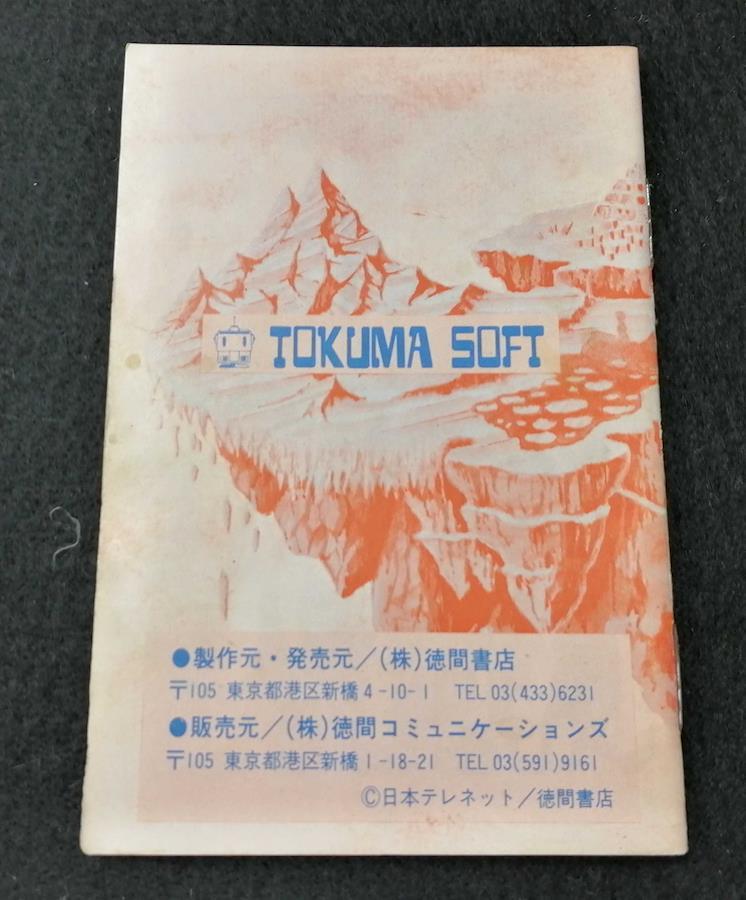 TOKUMA SOFT
●製作元・発売元／(株)徳間書店
〒105 東京都港区新橋4-10-1 TEL 03(433)6231
●販売元／(株)徳間コミュニケーションズ
〒105 東京都港区新橋1-18-21 TEL 03(591)9161
©日本テレネット／徳間書店